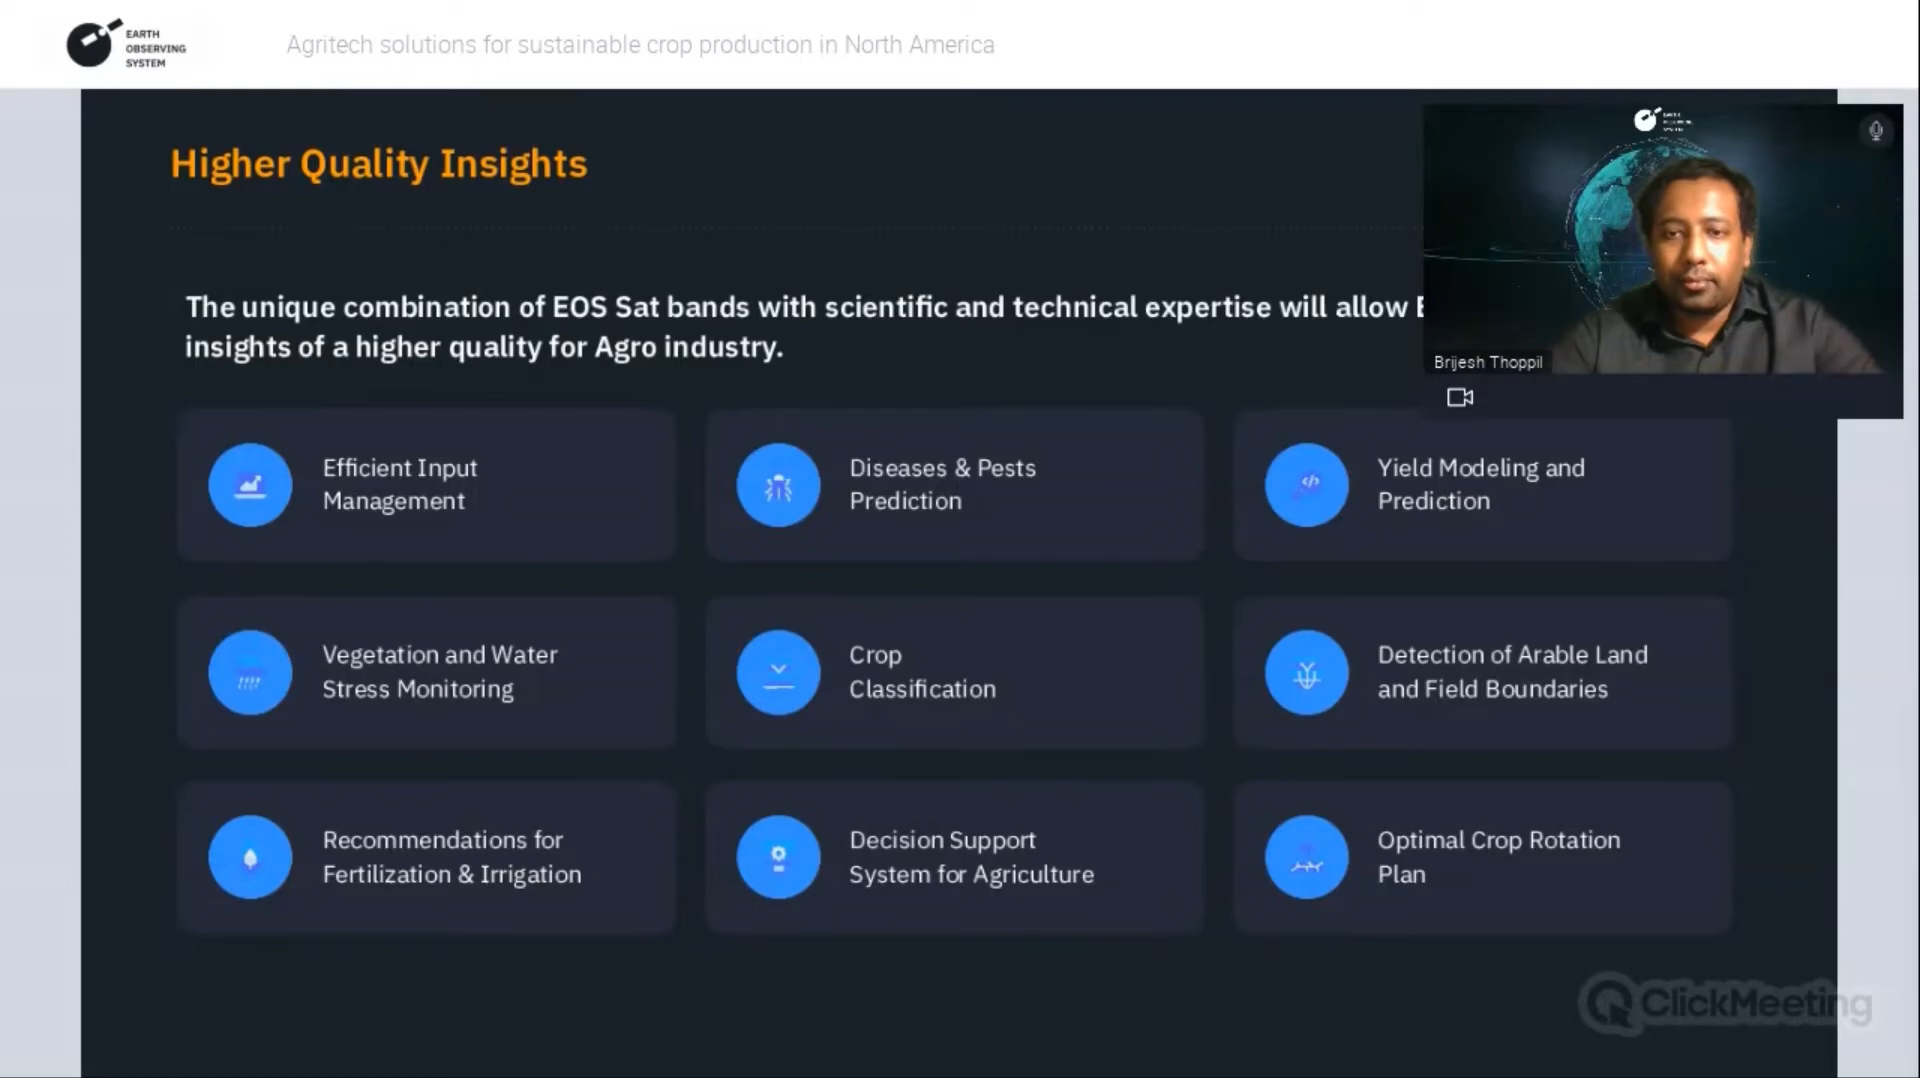 EARTH
OBSERVING
SYSTEM
Agritech solutions for sustainable crop production in North America
Higher Quality Insights
The unique combination of EOS Sat bands with scientific and technical expertise will allow
insights of a higher quality for Agro industry.
Brijesh Thoppil
Efficient Input
Management
Diseases & Pests
Prediction
Yield Modeling and
Prediction
Vegetation and Water
Stress Monitoring
Crop
Classification
Detection of Arable Land
and Field Boundaries
Recommendations for
Fertilization & Irrigation
Decision Support
System for Agriculture
Optimal Crop Rotation
Plan
ClickMeeting